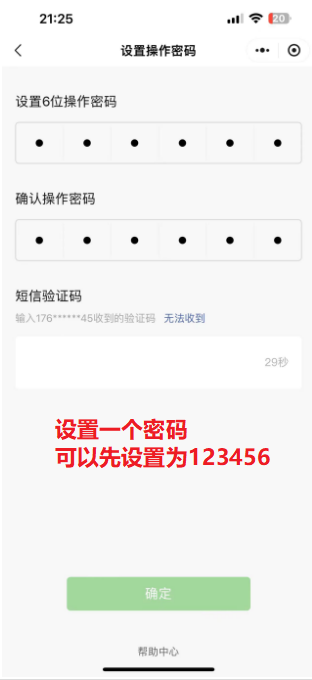 21:25
20
设置操作密码
设置6位操作密码
确认操作密码
短信验证码
输入176******45收到的验证码 无法收到
29秒
设置一个密码
可以先设置为123456
确定
帮助中心